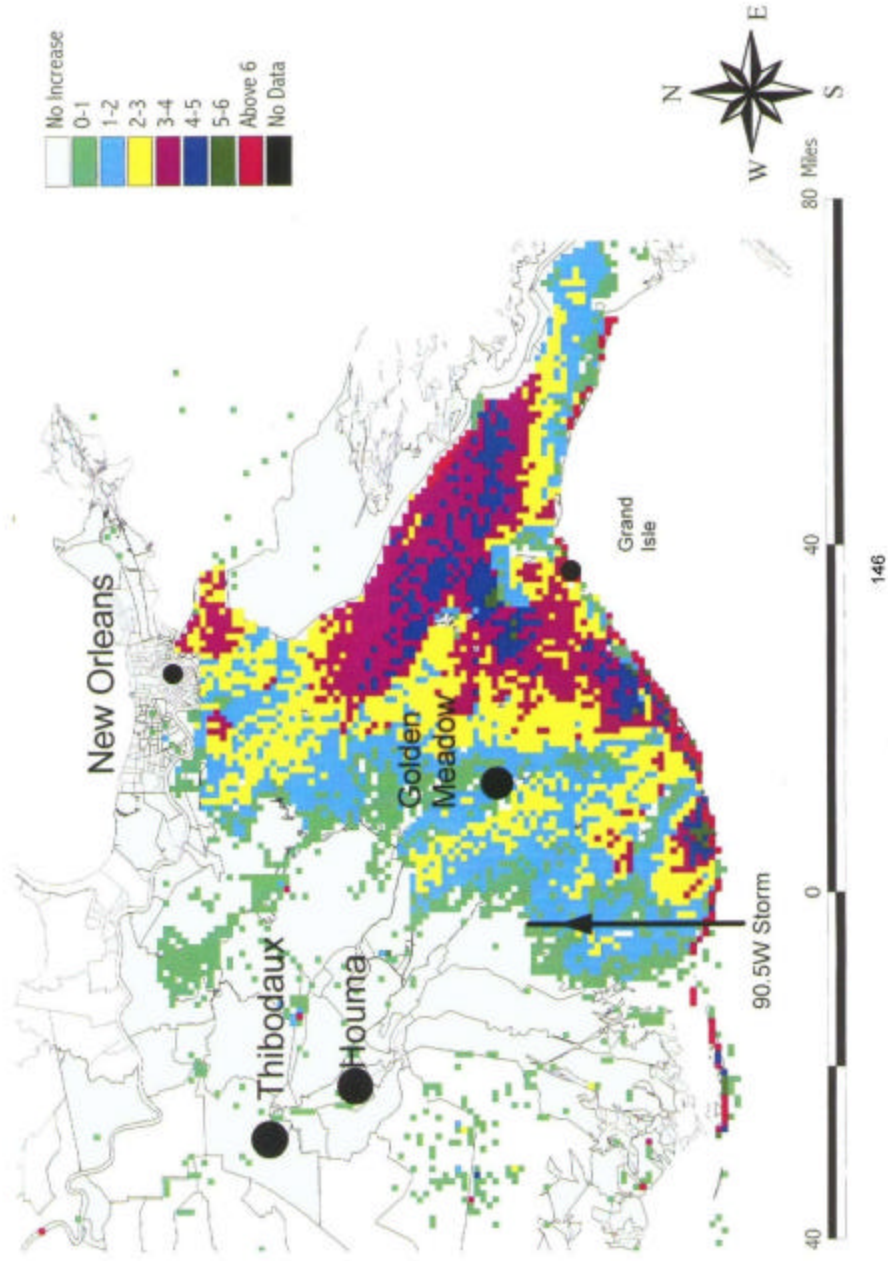 No Increase
0-1
1-2
2-3
3-4
4-5
5-6
Above 6
No Data
New Orleans
Thibodaux
Houma
Golden
Meadow
Grand
Isle
90.5W Storm
N
W
E
S
40
0
40
80 Miles
146